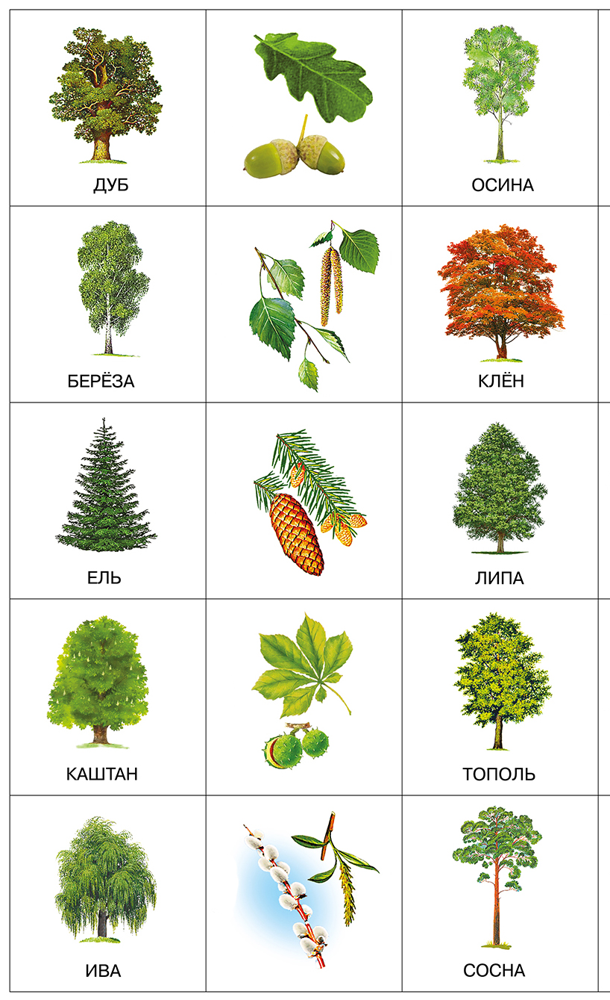 ДУБ
ОСИНА
БЕРЁЗА
КЛЁН
ЕЛЬ
ЛИПА
КАШТАН
ТОПОЛЬ
ИВА
СОСНА